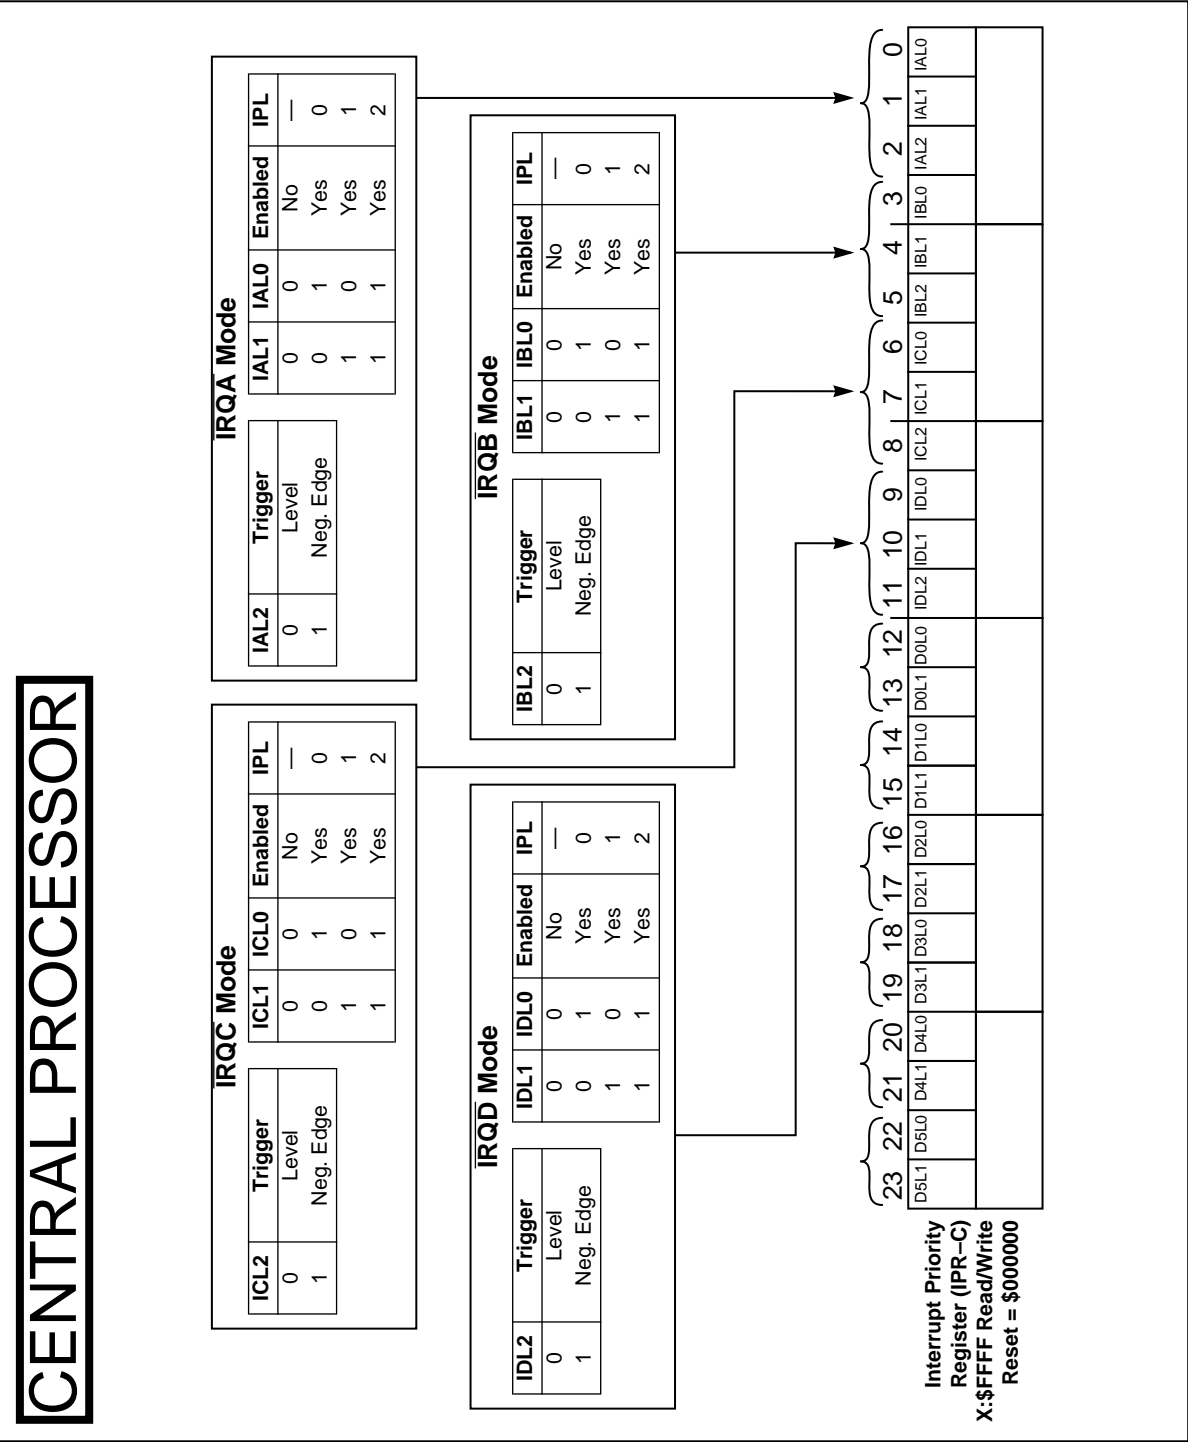 CENTRAL PROCESSOR
IRQC Mode
ICL2 Trigger
0 Level
1 Neg. Edge
ICL1 ICL0 Enabled IPL
0 0 No —
0 1 Yes 0
1 0 Yes 1
1 1 Yes 2
IRQA Mode
IAL2 Trigger
0 Level
1 Neg. Edge
IAL1 IAL0 Enabled IPL
0 0 No —
0 1 Yes 0
1 0 Yes 1
1 1 Yes 2
IRQD Mode
IDL2 Trigger
0 Level
1 Neg. Edge
IDL1 IDL0 Enabled IPL
0 0 No —
0 1 Yes 0
1 0 Yes 1
1 1 Yes 2
IRQB Mode
IBL2 Trigger
0 Level
1 Neg. Edge
IBL1 IBL0 Enabled IPL
0 0 No —
0 1 Yes 0
1 0 Yes 1
1 1 Yes 2
23 22 21 20 19 18 17 16 15 14 13 12 11 10 9 8 7 6 5 4 3 2 1 0
D5L1 D5L0 D4L1 D4L0 D3L1 D3L0 D2L1 D2L0 D1L1 D1L0 D0L1 D0L0 IDL2 IDL1 IDL0 ICL2 ICL1 ICL0 IBL2 IBL1 IBL0 IAL2 IAL1 IAL0
Interrupt Priority
Register (IPR–C)
X:$FFFF Read/Write
Reset = $000000